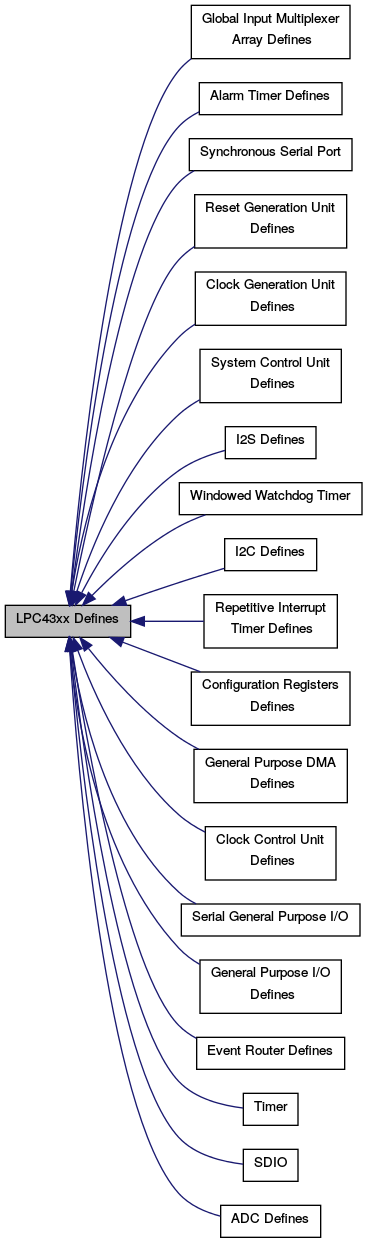 Global Input Multiplexer
Array Defines
Alarm Timer Defines
Synchronous Serial Port
Reset Generation Unit
Defines
Clock Generation Unit
Defines
System Control Unit
Defines
I2S Defines
Windowed Watchdog Timer
I2C Defines
LPC43xx Defines
Repetitive Interrupt
Timer Defines
Configuration Registers
Defines
General Purpose DMA
Defines
Clock Control Unit
Defines
Serial General Purpose I/O
General Purpose I/O
Defines
Event Router Defines
Timer
SDIO
ADC Defines